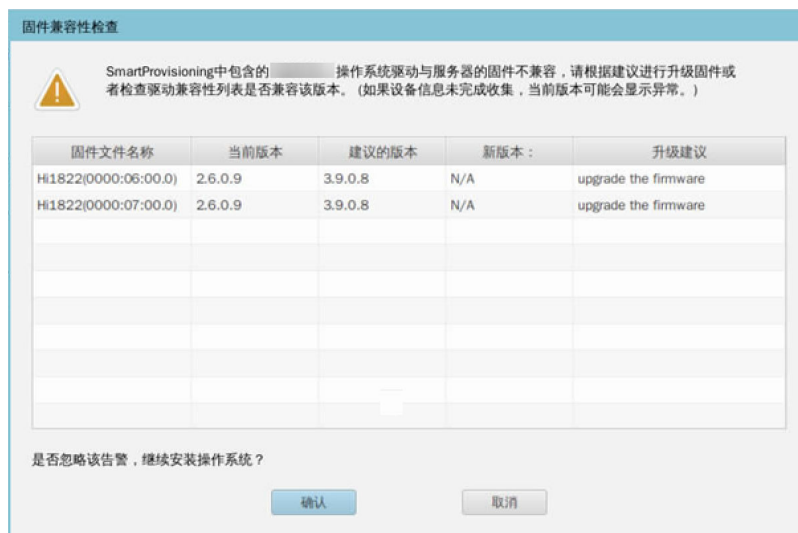 固件兼容性检查
SmartProvisioning中包含的 操作系统驱动与服务器的固件不兼容，请根据建议进行升级固件或
者检查驱动兼容性列表是否兼容该版本。(如果设备信息未完成收集，当前版本可能会显示异常。)
固件文件名称 当前版本 建议的版本 新版本： 升级建议
Hi1822(0000:06:00.0) 2.6.0.9 3.9.0.8 N/A upgrade the firmware
Hi1822(0000:07:00.0) 2.6.0.9 3.9.0.8 N/A upgrade the firmware
是否忽略该告警，继续安装操作系统？
确认 取消